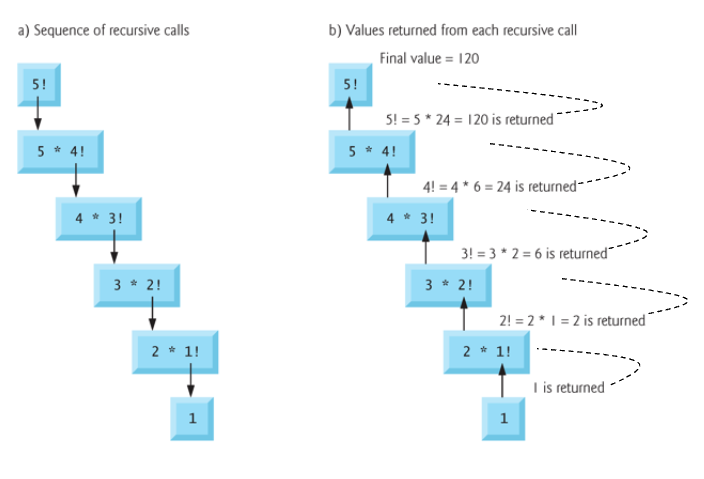 a) Sequence of recursive calls
5!
5 * 4!
4 * 3!
3 * 2!
2 * 1!
1
b) Values returned from each recursive call
Final value = 120
5!
5! = 5 * 24 = 120 is returned
5 * 4!
4! = 4 * 6 = 24 is returned
4 * 3!
3! = 3 * 2 = 6 is returned
3 * 2!
2! = 2 * 1 = 2 is returned
2 * 1!
1 is returned
1